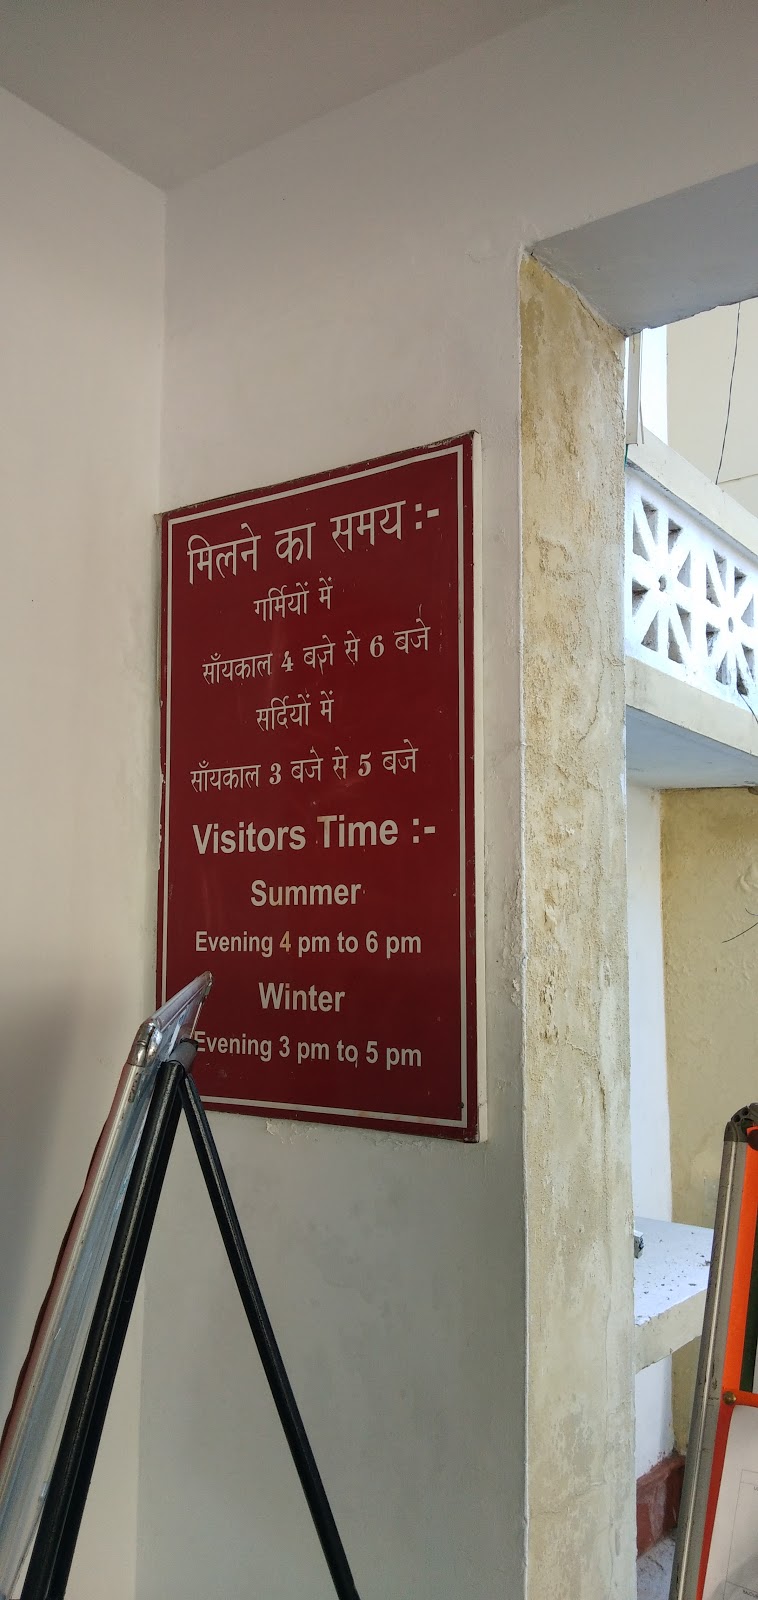 मिलने का समय :-
गर्मियों में
साँयकाल 4 बजे से 6 बजे
सर्दियों में
साँयकाल 3 बजे से 5 बजे
Visitors Time :-
Summer
Evening 4 pm to 6 pm
Winter
Evening 3 pm to 5 pm